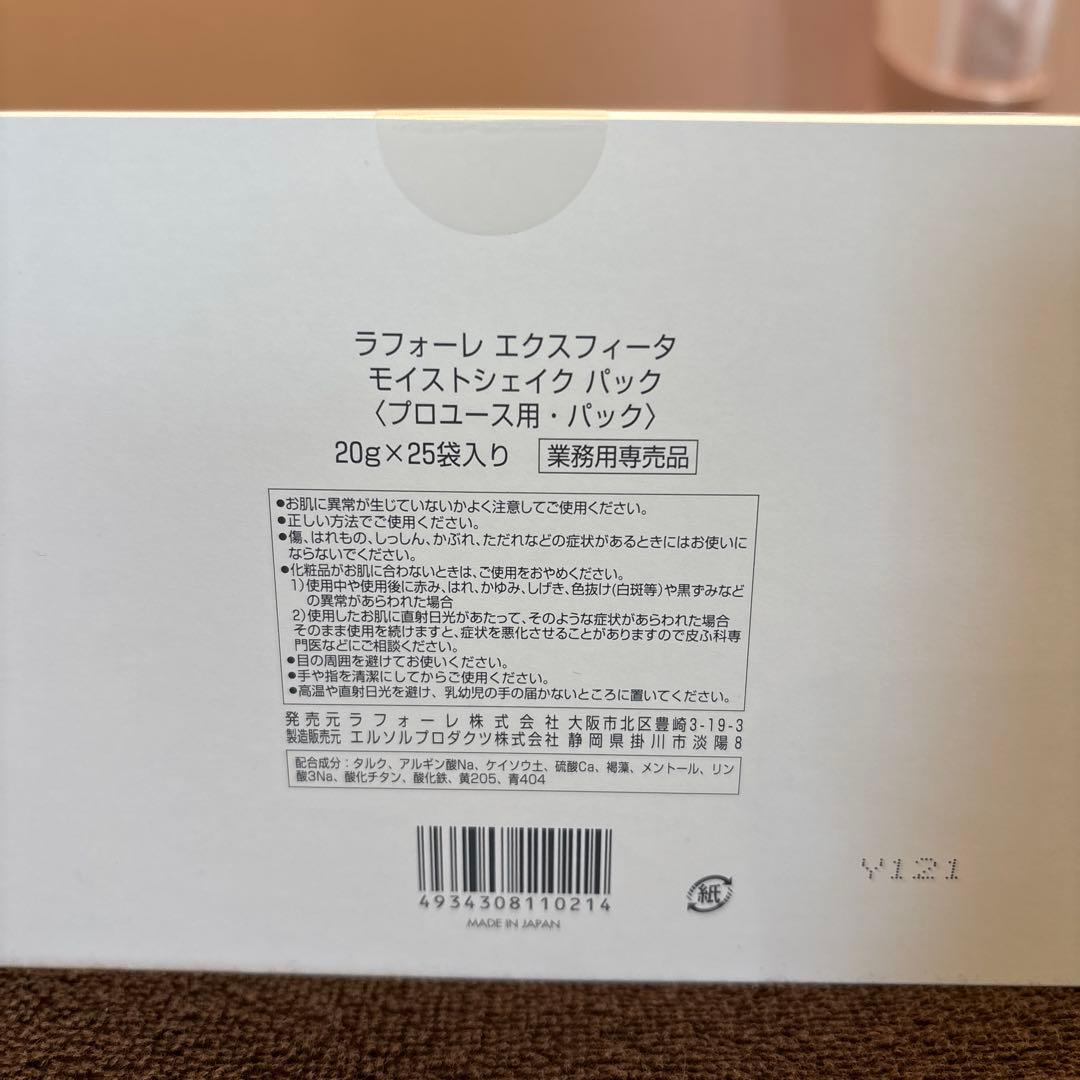 ラフォーレ エクスフィータ
モイストシェイク パック
〈プロユース用・パック〉
20g×25袋入り 業務用専売品
●お肌に異常が生じていないかよく注意してご使用ください。
●正しい方法でご使用ください。
●傷、はれもの、しっしん、かぶれ、ただれなどの症状があるときにはお使いに
ならないでください。
●化粧品がお肌に合わないときは、ご使用をおやめください。
1)使用中や使用後に赤み、はれ、かゆみ、しげき、色抜け(白斑等)や黒ずみなど
の異常があらわれた場合
2)使用したお肌に直射日光があたって、そのような症状があらわれた場合
そのまま使用を続けますと、症状を悪化させることがありますので皮ふ科専
門医などにご相談ください。
●目の周囲を避けてお使いください。
●手や指を清潔にしてからご使用ください。
●高温や直射日光を避け、乳幼児の手の届かないところに置いてください。
発売元 ラフォーレ株式会社 大阪市北区豊崎3-19-3
製造販売元 エルソルプロダクツ株式会社 静岡県掛川市淡陽8
配合成分：タルク、アルギン酸Na、ケイソウ土、硫酸Ca、褐藻、メントール、リン
酸3Na、酸化チタン、酸化鉄、黄205、青404
4934308110214
MADE IN JAPAN
紙
Y121